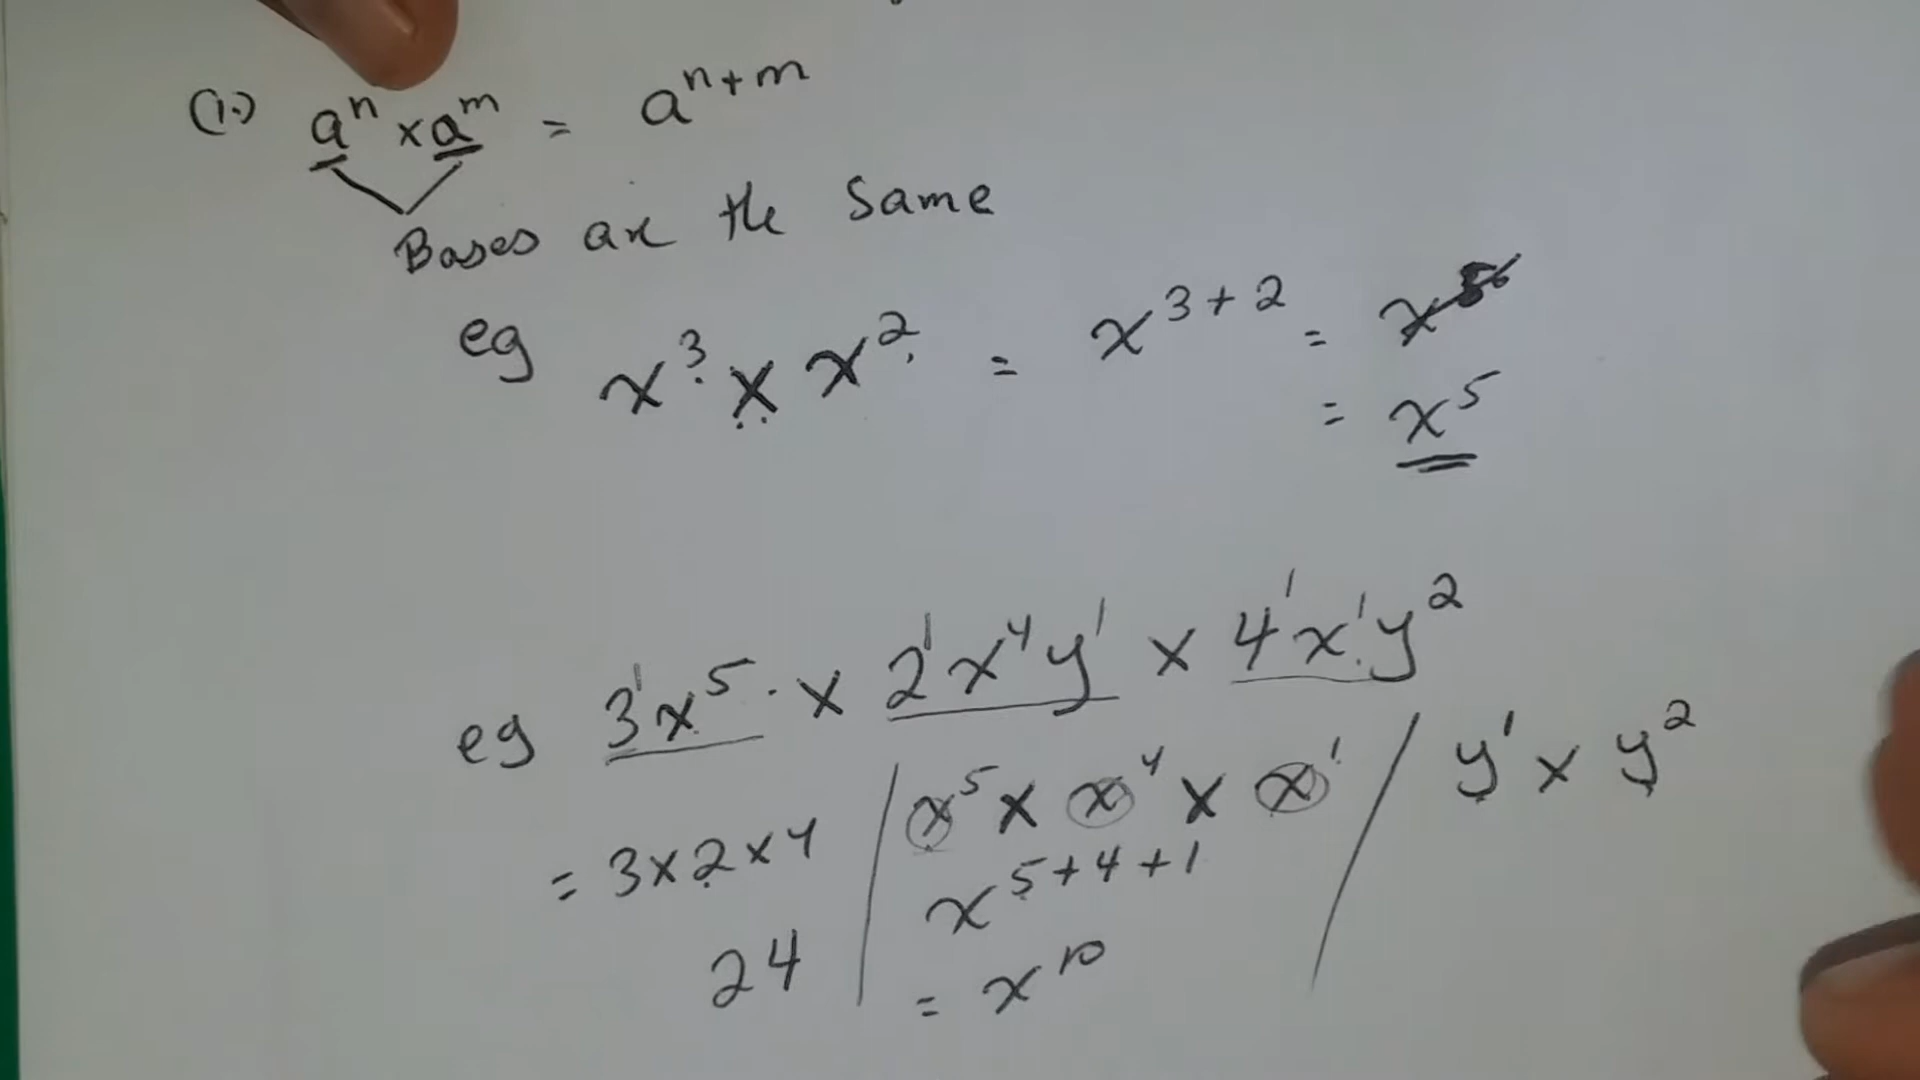 (1.) aⁿ × aᵐ = aⁿ⁺ᵐ
Bases are the Same
eg x³ × x² = x³⁺² =
= x⁵
eg 3¹x⁵ · × 2¹x⁴y¹ × 4¹x¹y²
= 3×2×4 / x⁵ × x⁴ × x¹ / y¹ × y²
24 x⁵⁺⁴⁺¹
= x¹⁰